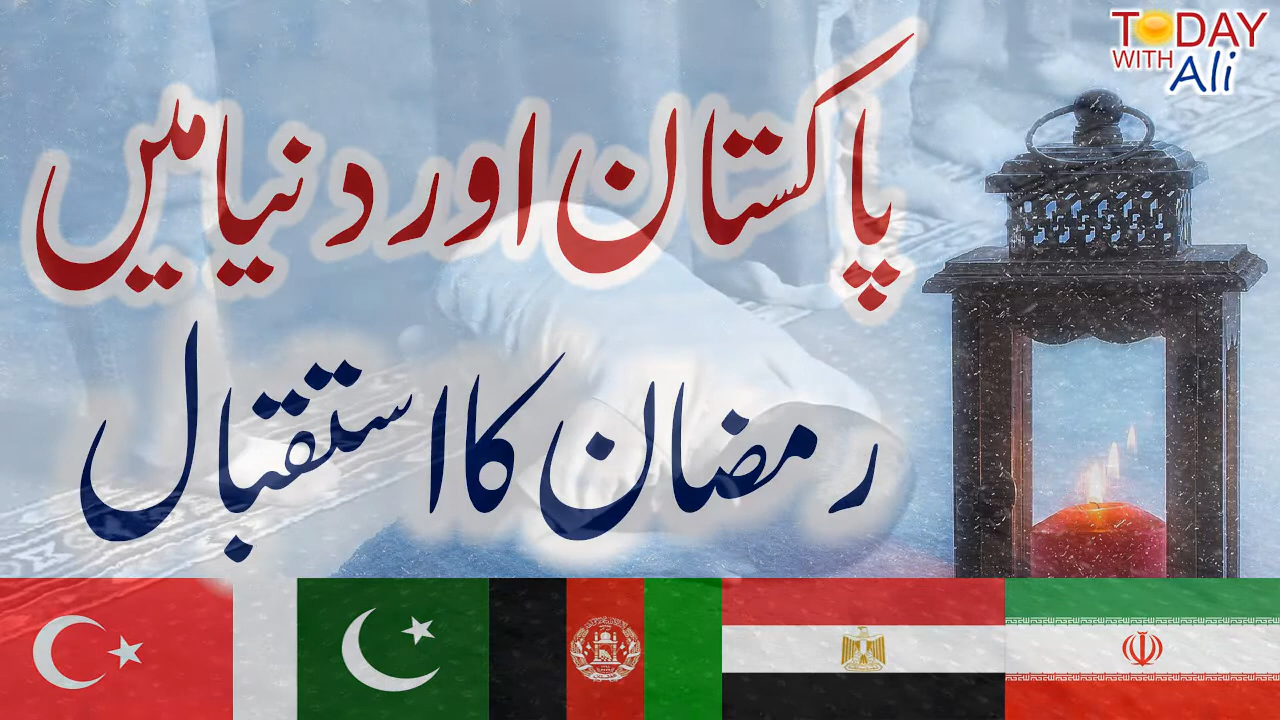 TODAY
WITH Ali
پاکستان اور دنیا میں
رمضان کا استقبال